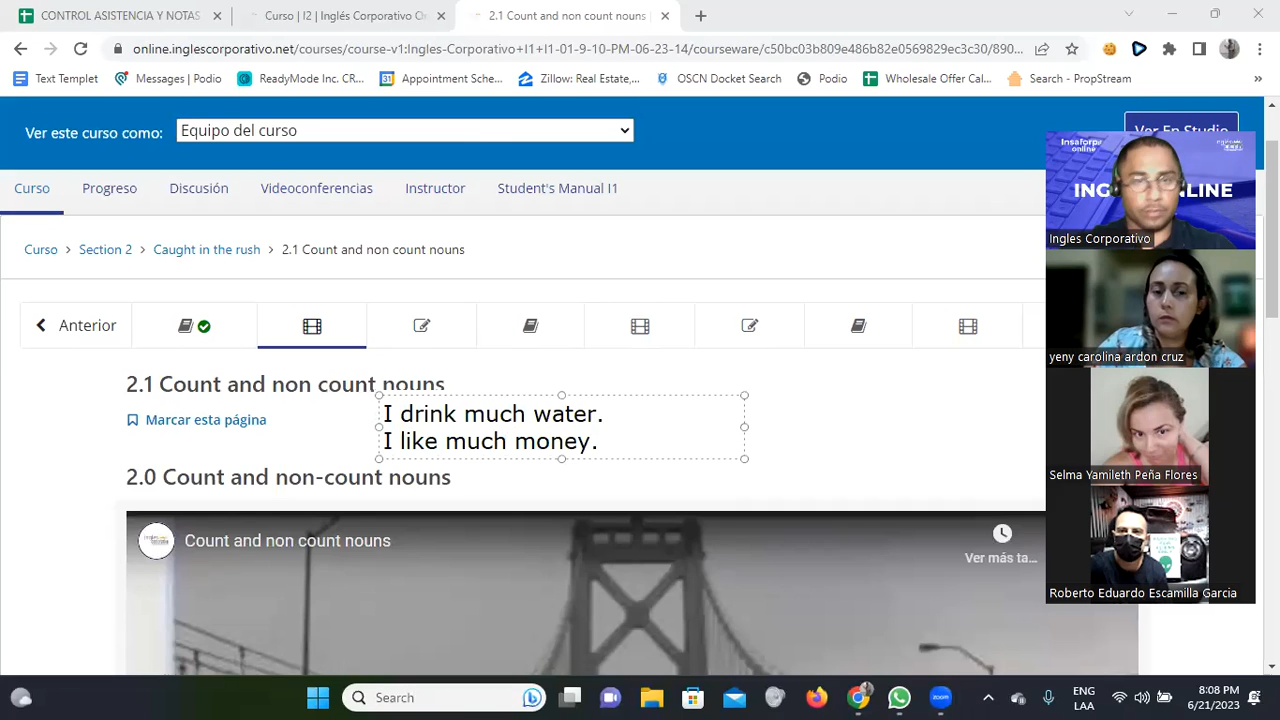 CONTROL ASISTENCIA Y NOTAS
Curso | I2 | Inglés Corporativo O
2.1 Count and non count nouns
online.inglescorporativo.net/courses/course-v1:Ingles-Corporativo+I1+I1-01-9-10-PM-06-23-14/courseware/c50bc03b809e486b82e0569829ec3c30/890...
Text Templet
Messages | Podio
ReadyMode Inc. CR...
Appointment Sche...
Zillow: Real Estate,...
OSCN Docket Search
Podio
Wholesale Offer Cal...
Search - PropStream
Ver este curso como:
Equipo del curso
Ver En Studio
Curso
Progreso
Discusión
Videoconferencias
Instructor
Student's Manual I1
Curso > Section 2 > Caught in the rush > 2.1 Count and non count nouns
Anterior
2.1 Count and non count nouns
Marcar esta página
I drink much water.
I like much money.
2.0 Count and non-count nouns
Count and non count nouns
Ver más ta...
Insaforp
online
Ingles Corporativo
yeny carolina ardon cruz
Selma Yamileth Peña Flores
Roberto Eduardo Escamilla Garcia
Search
zoom
ENG
LAA
8:08 PM
6/21/2023